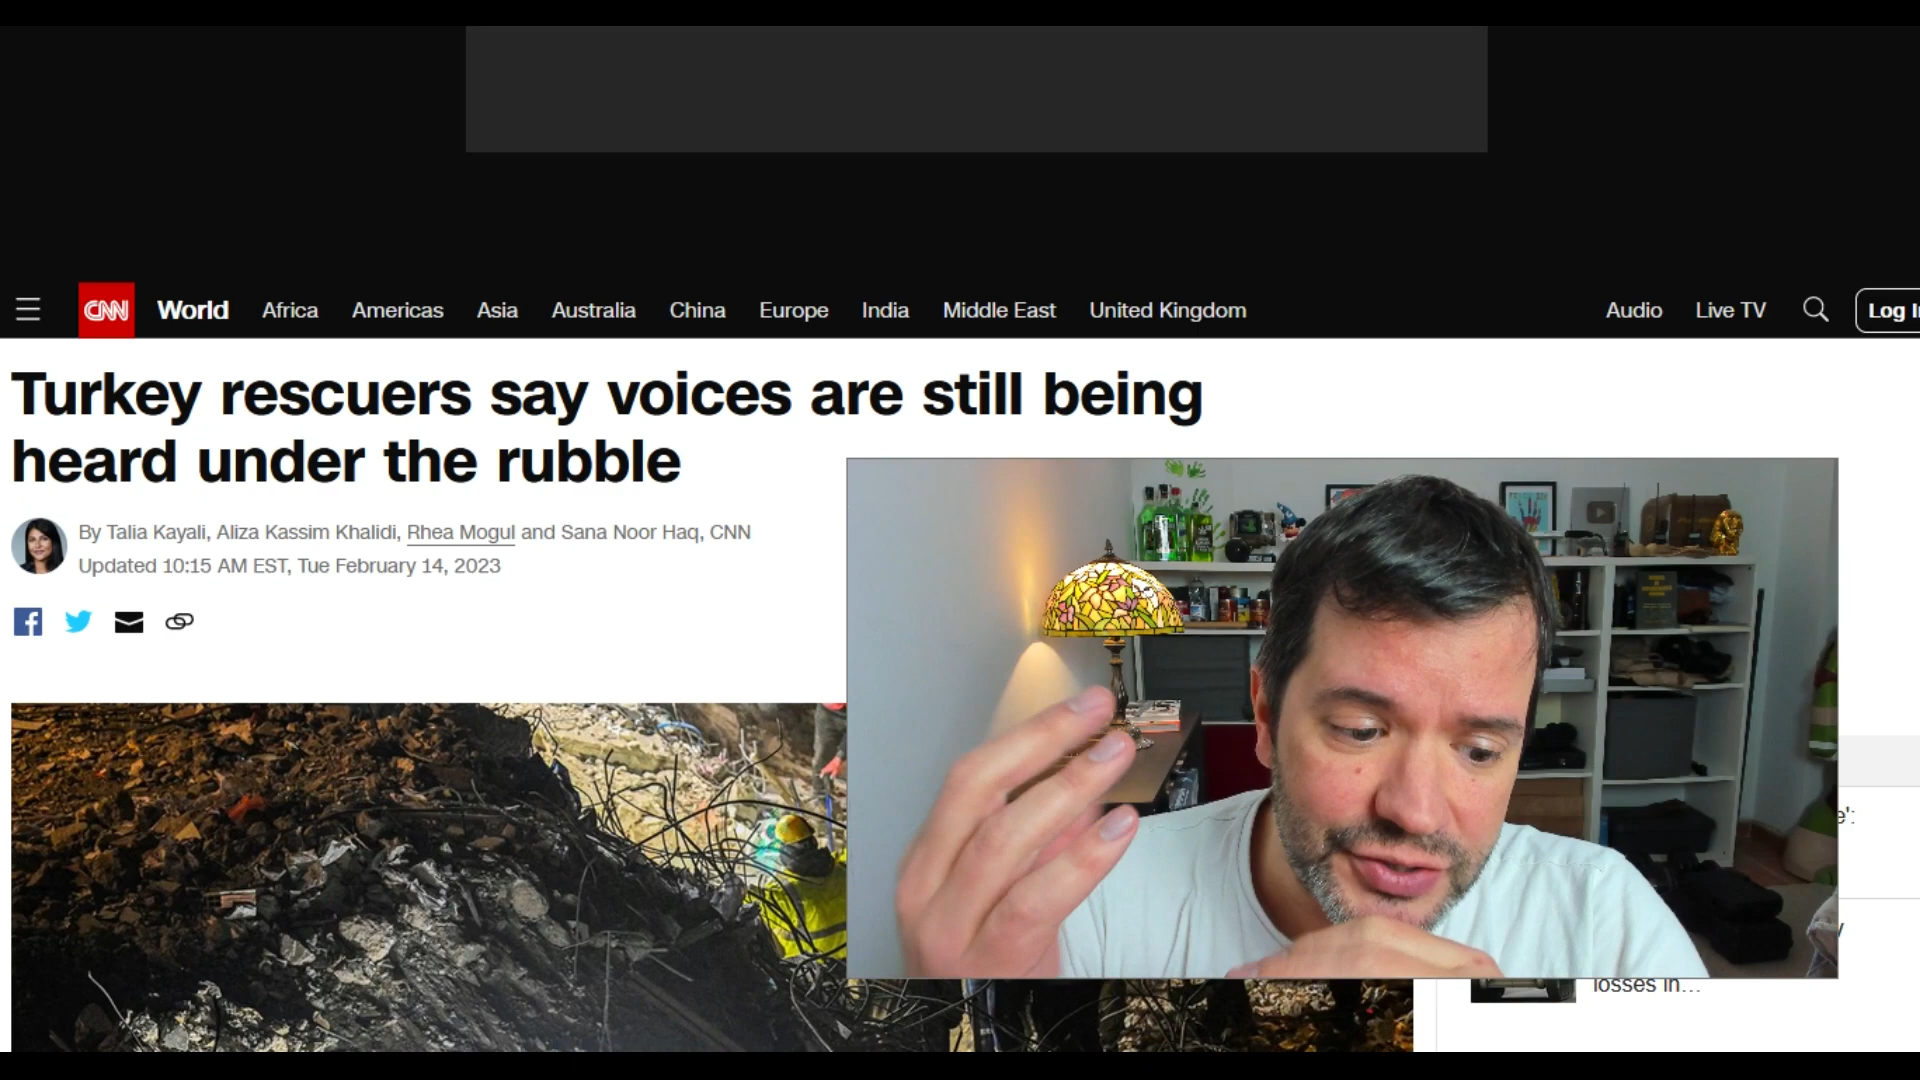 CNN World Africa Americas Asia Australia China Europe India Middle East United Kingdom Audio Live TV Log I
Turkey rescuers say voices are still being
heard under the rubble
By Talia Kayali, Aliza Kassim Khalidi, Rhea Mogul and Sana Noor Haq, CNN
Updated 10:15 AM EST, Tue February 14, 2023
e':
y
losses in...